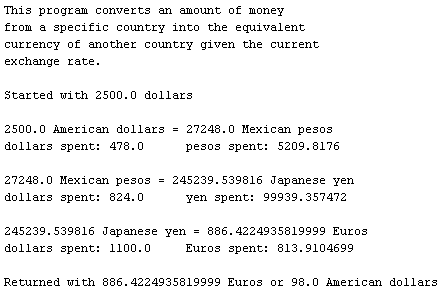 This program converts an amount of money
from a specific country into the equivalent
currency of another country given the current
exchange rate.
Started with 2500.0 dollars
2500.0 American dollars = 27248.0 Mexican pesos
dollars spent: 478.0 pesos spent: 5209.8176
27248.0 Mexican pesos = 245239.539816 Japanese yen
dollars spent: 824.0 yen spent: 99939.357472
245239.539816 Japanese yen = 886.4224935819999 Euros
dollars spent: 1100.0 Euros spent: 813.9104699
Returned with 886.4224935819999 Euros or 98.0 American dollars